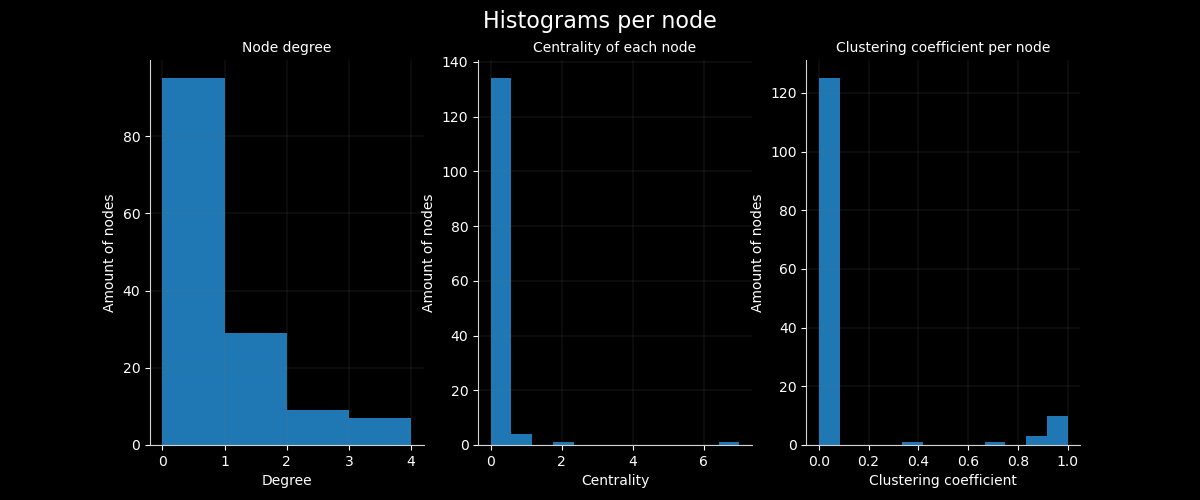 Histograms per node
Node degree
Amount of nodes
80
60
40
20
0
0 1 2 3 4
Degree
Centrality of each node
Amount of nodes
140
120
100
80
60
40
20
0
0 2 4 6
Centrality
Clustering coefficient per node
Amount of nodes
120
100
80
60
40
20
0
0.0 0.2 0.4 0.6 0.8 1.0
Clustering coefficient